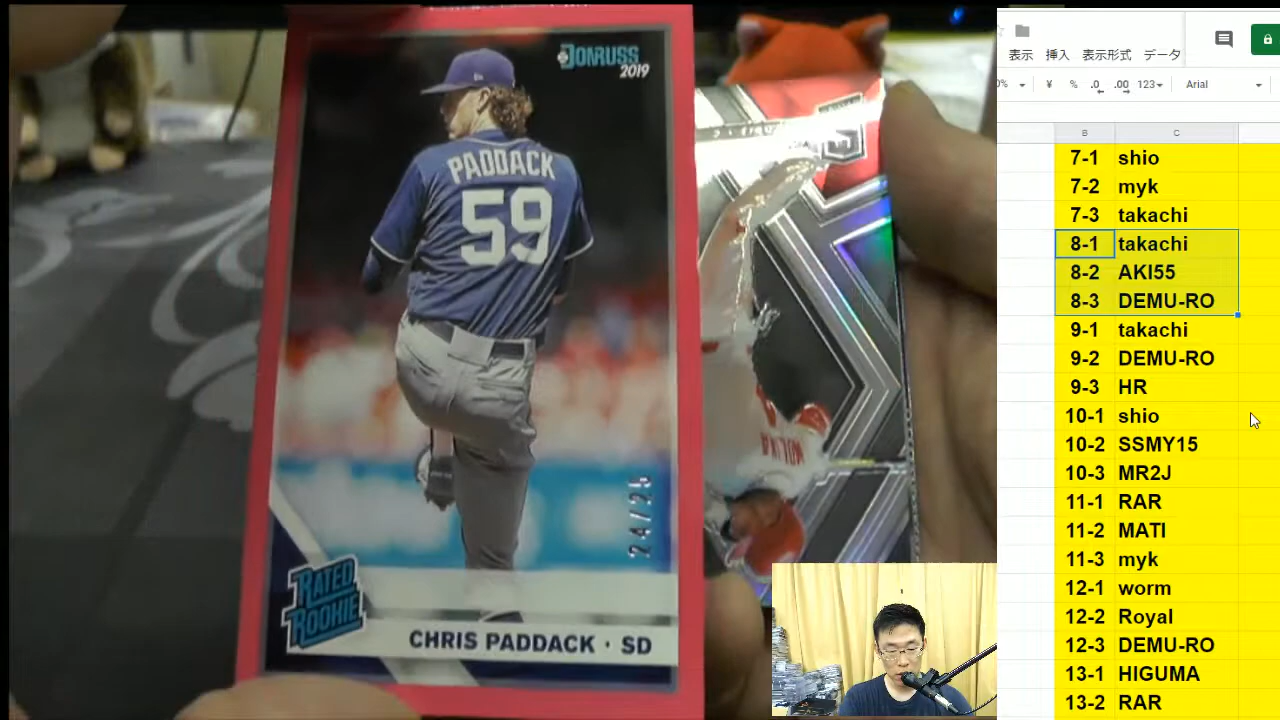 DONRUSS
2019
PADDACK
59
24/25
RATED
ROOKIE
CHRIS PADDACK · SD
表示 挿入 表示形式 データ
¥ % .0 .00 123 Arial
B C
7-1 shio
7-2 myk
7-3 takachi
8-1 takachi
8-2 AKI55
8-3 DEMU-RO
9-1 takachi
9-2 DEMU-RO
9-3 HR
10-1 shio
10-2 SSMY15
10-3 MR2J
11-1 RAR
11-2 MATI
11-3 myk
12-1 worm
12-2 Royal
12-3 DEMU-RO
13-1 HIGUMA
13-2 RAR